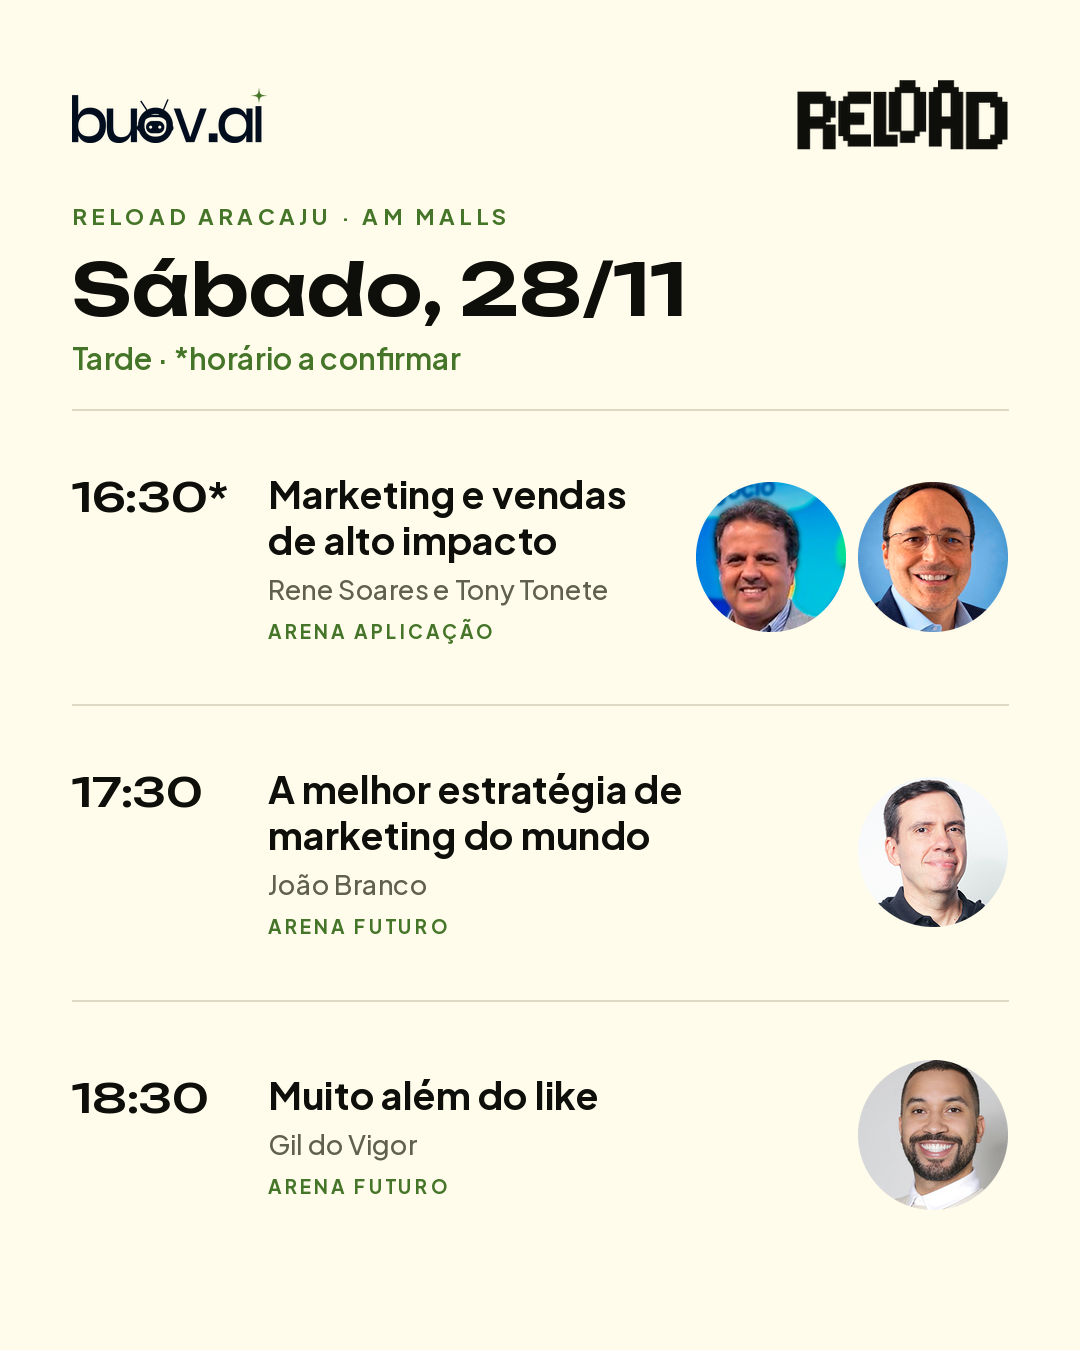 buov.ai
RELOAD
RELOAD ARACAJU · AM MALLS
Sábado, 28/11
Tarde · *horário a confirmar
16:30*
Marketing e vendas
de alto impacto
Rene Soares e Tony Tonete
ARENA APLICAÇÃO
17:30
A melhor estratégia de
marketing do mundo
João Branco
ARENA FUTURO
18:30
Muito além do like
Gil do Vigor
ARENA FUTURO